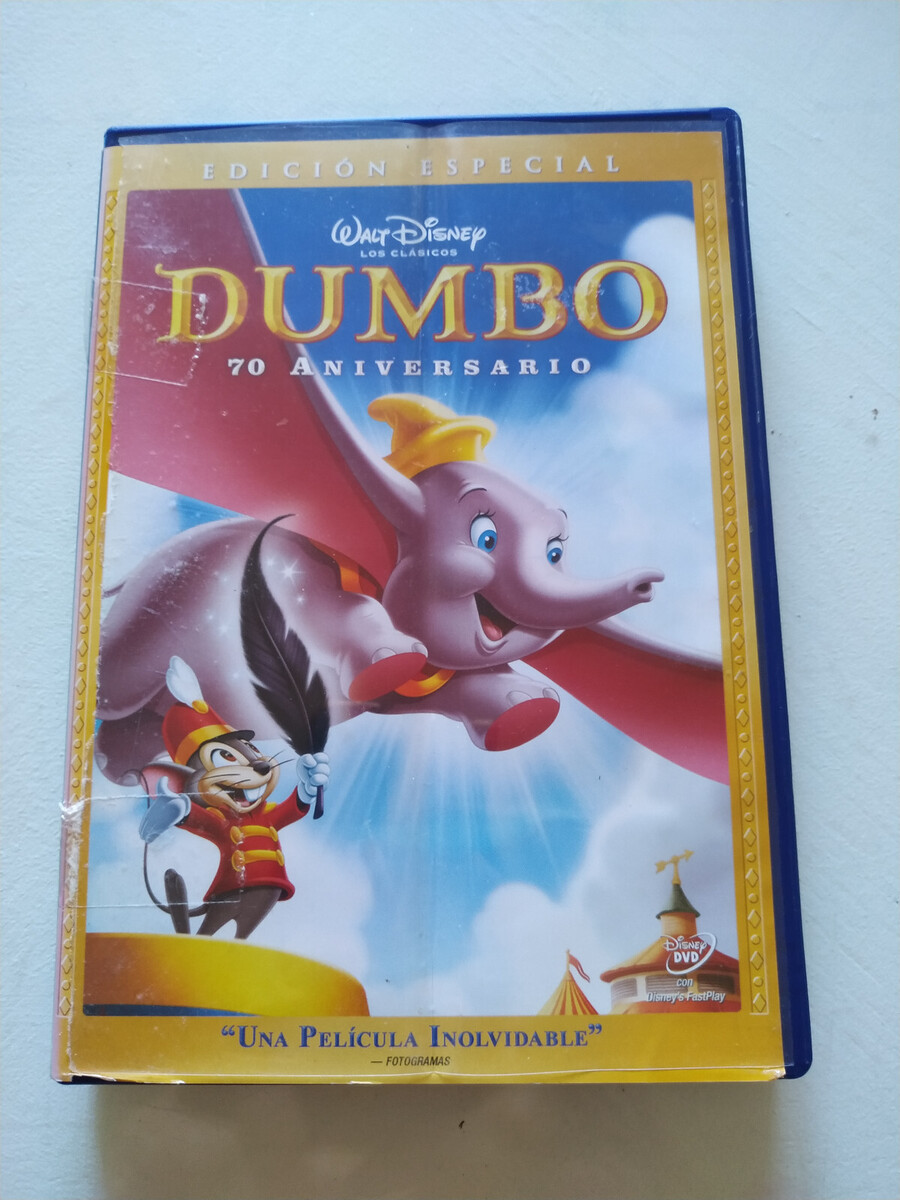 EDICIÓN ESPECIAL
WALT DISNEY
LOS CLÁSICOS
DUMBO
70 ANIVERSARIO
DISNEY
DVD
con
Disney's FastPlay
"UNA PELÍCULA INOLVIDABLE"
— FOTOGRAMAS